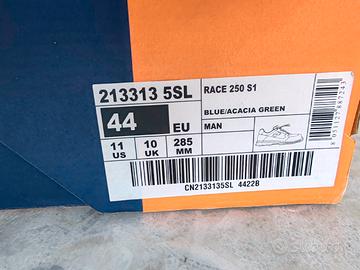 213313 5SL
RACE 250 S1
BLUE/ACACIA GREEN
44
EU
MAN
11
US
10
UK
285
MM
CN2133135SL 4422B
subito